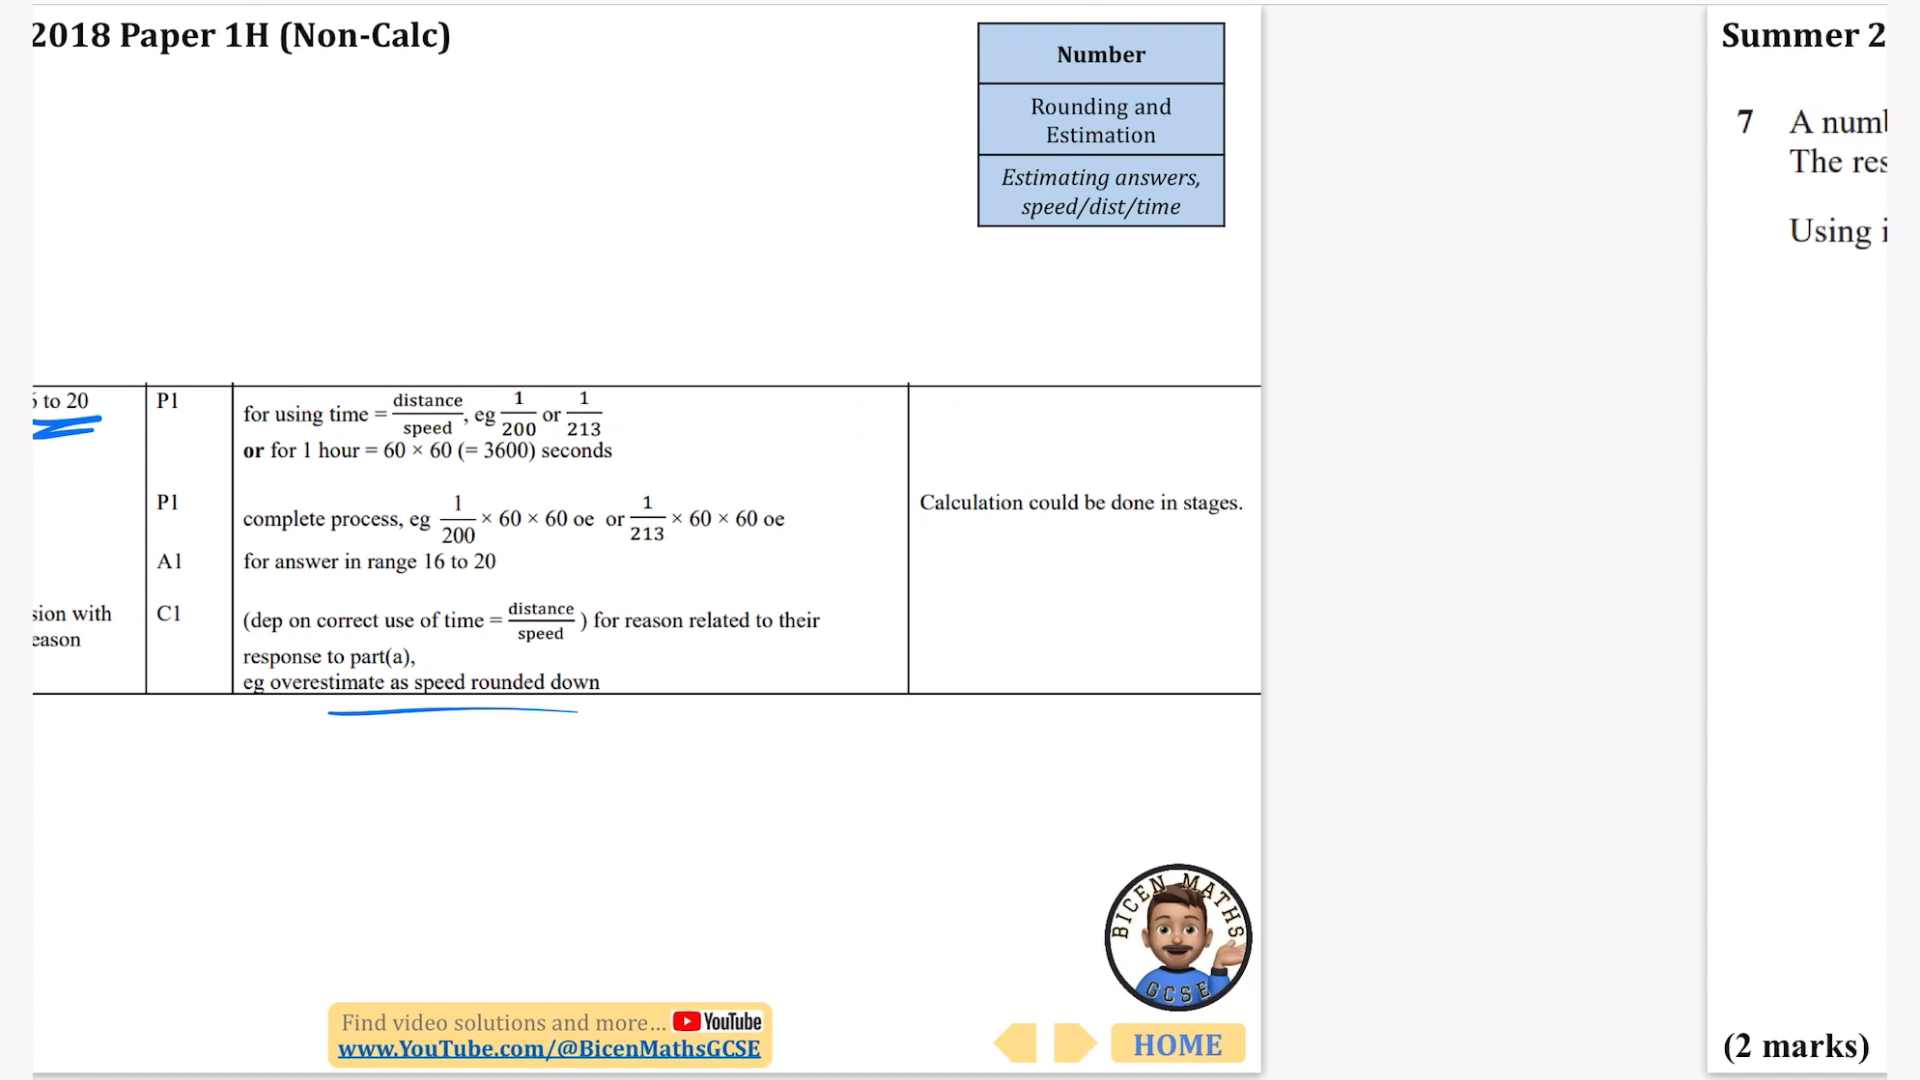 2018 Paper 1H (Non-Calc)
Number
Rounding and
Estimation
Estimating answers,
speed/dist/time
to 20
P1
for using time = distance/speed, eg 1/200 or 1/213
or for 1 hour = 60 × 60 (= 3600) seconds
P1
complete process, eg 1/200 × 60 × 60 oe or 1/213 × 60 × 60 oe
Calculation could be done in stages.
A1
for answer in range 16 to 20
sion with
eason
C1
(dep on correct use of time = distance/speed ) for reason related to their
response to part(a),
eg overestimate as speed rounded down
BICEN MATHS
GCSE
Find video solutions and more... YouTube
www.YouTube.com/@BicenMathsGCSE
HOME
Summer 2
7 A num
The res
Using i
(2 marks)